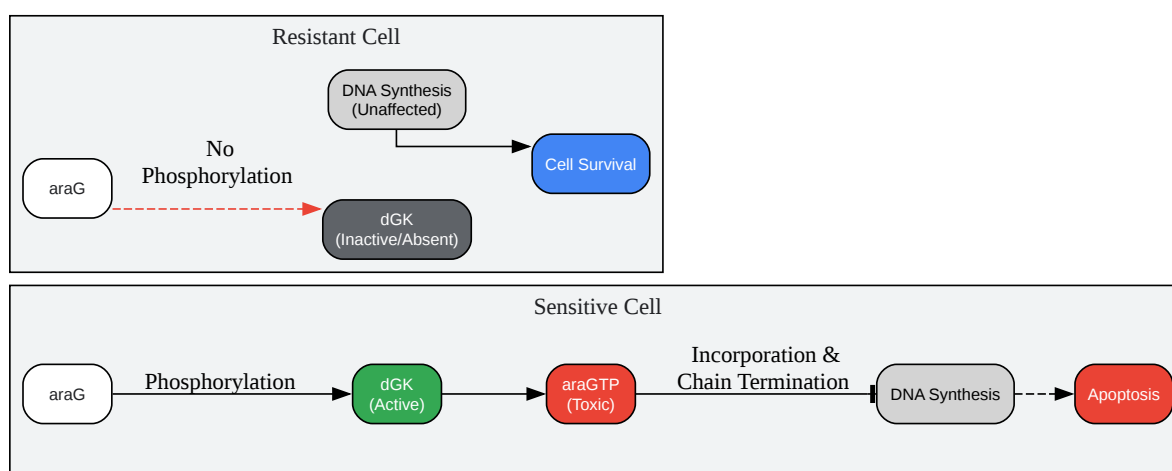 Resistant Cell
DNA Synthesis
(Unaffected)
No
Phosphorylation
Cell Survival
araG
dGK
(Inactive/Absent)
Sensitive Cell
araG
Phosphorylation
dGK
(Active)
araGTP
(Toxic)
Incorporation &
Chain Termination
DNA Synthesis
Apoptosis